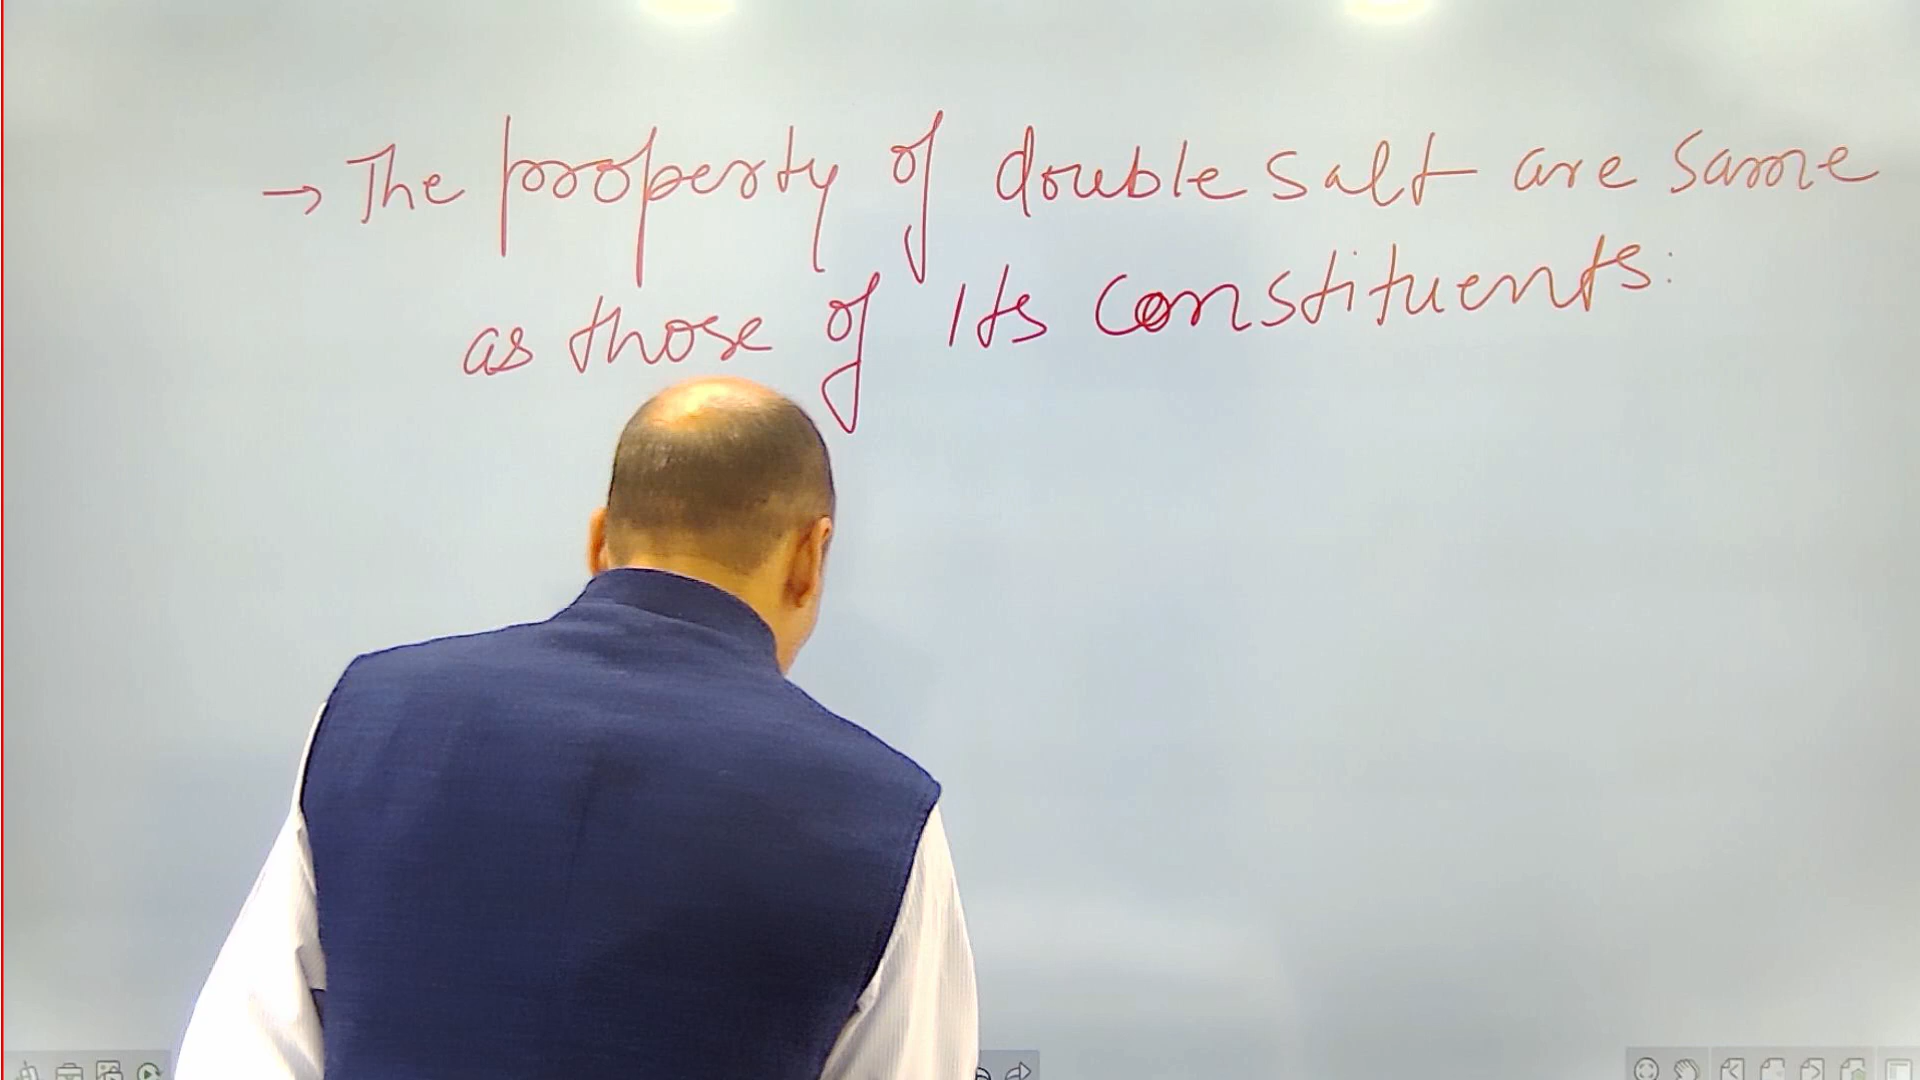 → The property of double salt are same
as those of Its constituents.